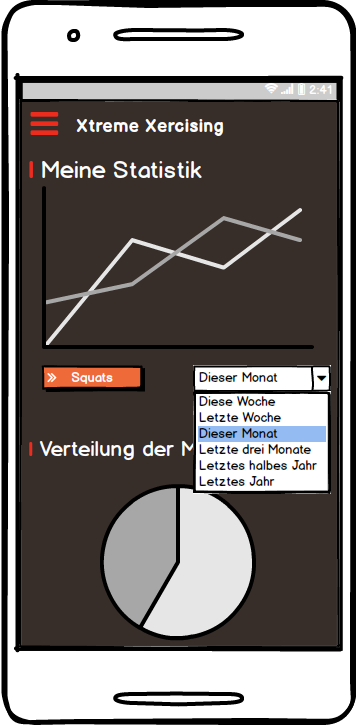 2:41
Xtreme Xercising
Meine Statistik
Squats
Dieser Monat
Diese Woche
Letzte Woche
Dieser Monat
Letzte drei Monate
Letztes halbes Jahr
Letztes Jahr
Verteilung der